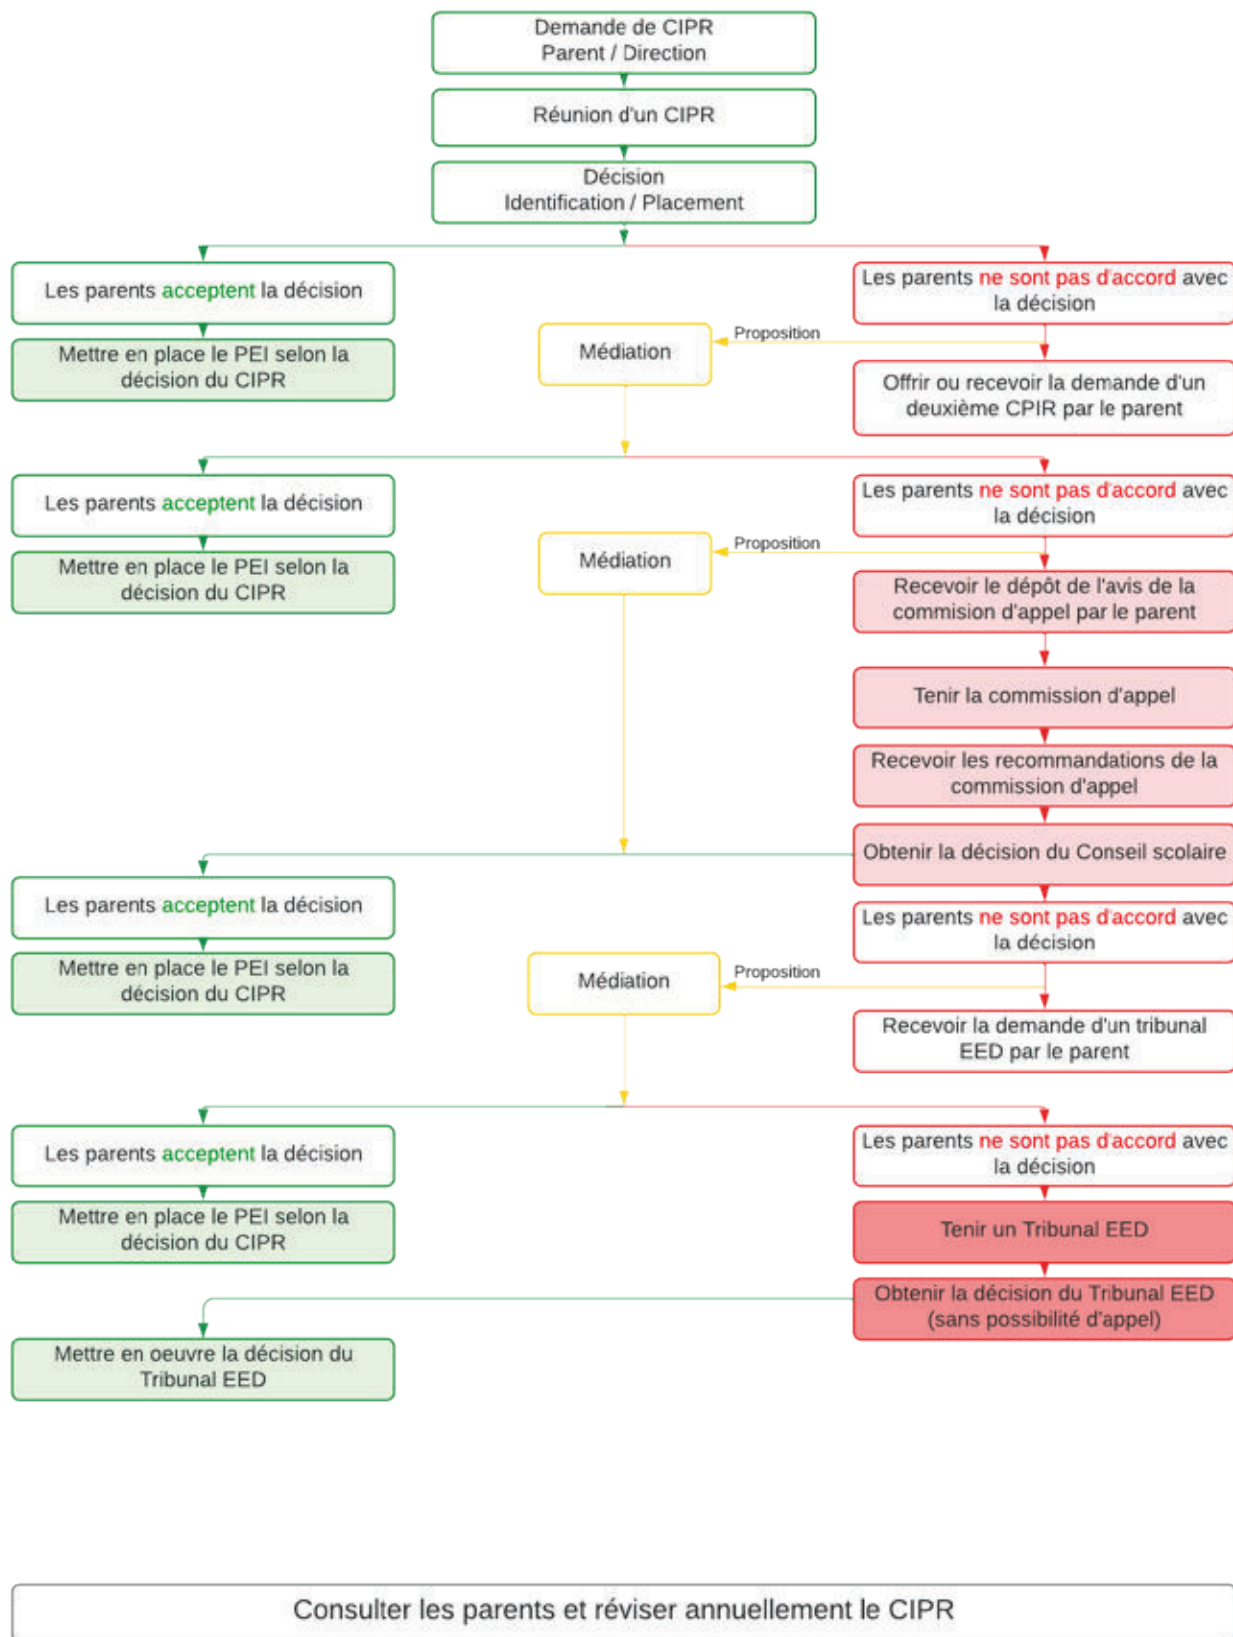 Demande de CIPR
Parent / Direction
Réunion d'un CIPR
Décision
Identification / Placement
Les parents acceptent la décision
Les parents ne sont pas d'accord avec
la décision
Mettre en place le PEI selon la
décision du CIPR
Médiation
Proposition
Offrir ou recevoir la demande d'un
deuxième CPIR par le parent
Les parents acceptent la décision
Les parents ne sont pas d'accord avec
la décision
Mettre en place le PEI selon la
décision du CIPR
Médiation
Proposition
Recevoir le dépôt de l'avis de la
commision d'appel par le parent
Tenir la commission d'appel
Recevoir les recommandations de la
commission d'appel
Obtenir la décision du Conseil scolaire
Les parents acceptent la décision
Les parents ne sont pas d'accord avec
la décision
Mettre en place le PEI selon la
décision du CIPR
Médiation
Proposition
Recevoir la demande d'un tribunal
EED par le parent
Les parents acceptent la décision
Les parents ne sont pas d'accord avec
la décision
Mettre en place le PEI selon la
décision du CIPR
Tenir un Tribunal EED
Obtenir la décision du Tribunal EED
(sans possibilité d'appel)
Mettre en oeuvre la décision du
Tribunal EED
Consulter les parents et réviser annuellement le CIPR